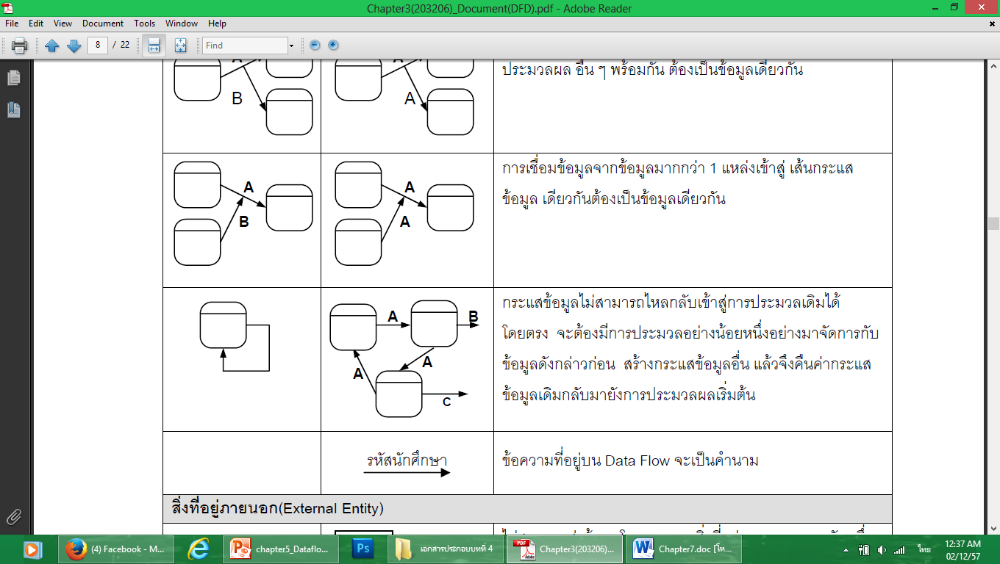 Chapter3(203206)_Document(DFD).pdf - Adobe Reader
File Edit View Document Tools Window Help
8 / 22 Find
A A ประมวลผล อื่น ๆ พร้อมกัน ต้องเป็นข้อมูลเดียวกัน
B A
การเชื่อมข้อมูลจากข้อมูลมากกว่า 1 แหล่งเข้าสู่ เส้นกระแส
A A
ข้อมูล เดียวกันต้องเป็นข้อมูลเดียวกัน
B A
กระแสข้อมูลไม่สามารถไหลกลับเข้าสู่การประมวลเดิมได้
A B
โดยตรง จะต้องมีการประมวลอย่างน้อยหนึ่งอย่างมาจัดการกับ
A
ข้อมูลดังกล่าวก่อน สร้างกระแสข้อมูลอื่น แล้วจึงคืนค่ากระแส
A
ข้อมูลเดิมกลับมายังการประมวลผลเริ่มต้น
C
รหัสนักศึกษา ข้อความที่อยู่บน Data Flow จะเป็นคำนาม
สิ่งที่อยู่ภายนอก(External Entity)
(4) Facebook - M... chapter5_Dataflo... Ps เอกสารประกอบบทที่ 4 Chapter3(203206)... Chapter7.doc [โห... ไทย 12:37 AM
02/12/57